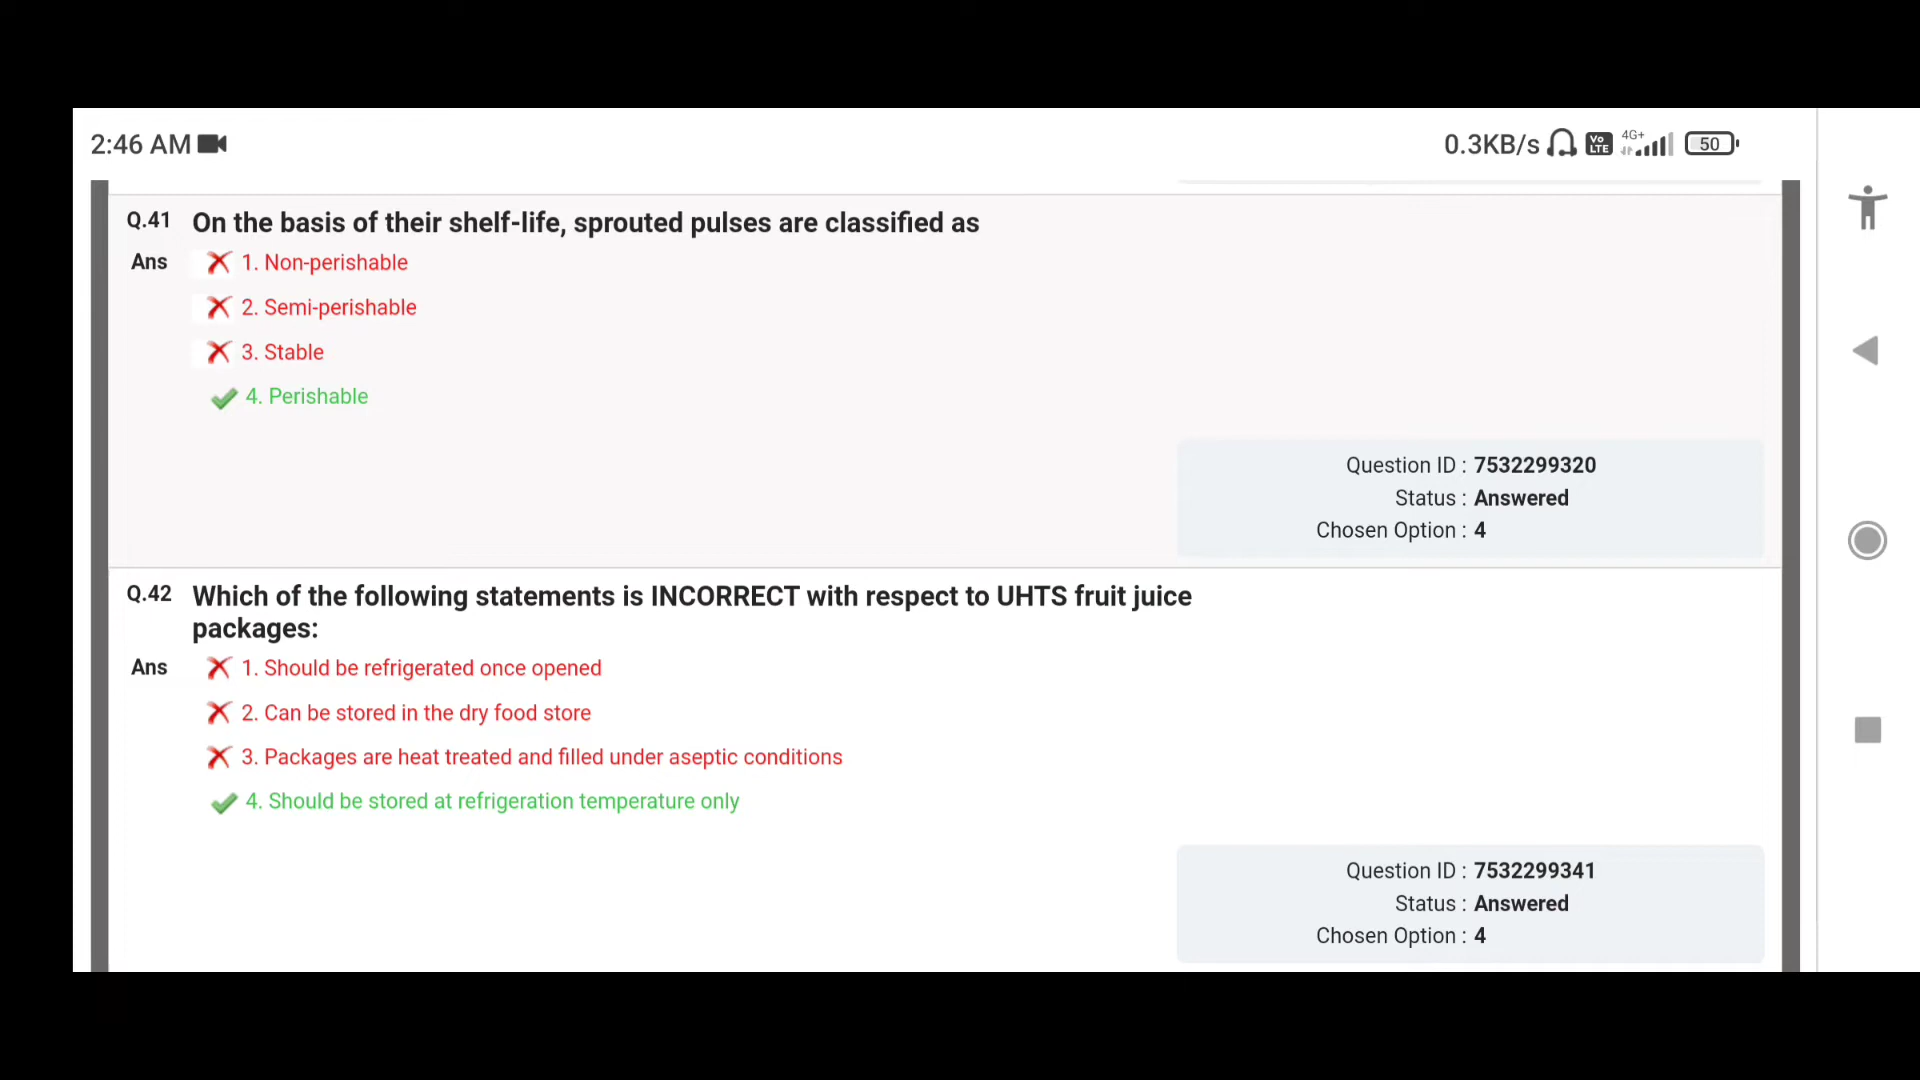 2:46 AM
0.3KB/s Vo LTE 4G+ 50
Q.41 On the basis of their shelf-life, sprouted pulses are classified as
Ans 1. Non-perishable
2. Semi-perishable
3. Stable
4. Perishable
Question ID : 7532299320
Status : Answered
Chosen Option : 4
Q.42 Which of the following statements is INCORRECT with respect to UHTS fruit juice
packages:
Ans 1. Should be refrigerated once opened
2. Can be stored in the dry food store
3. Packages are heat treated and filled under aseptic conditions
4. Should be stored at refrigeration temperature only
Question ID : 7532299341
Status : Answered
Chosen Option : 4